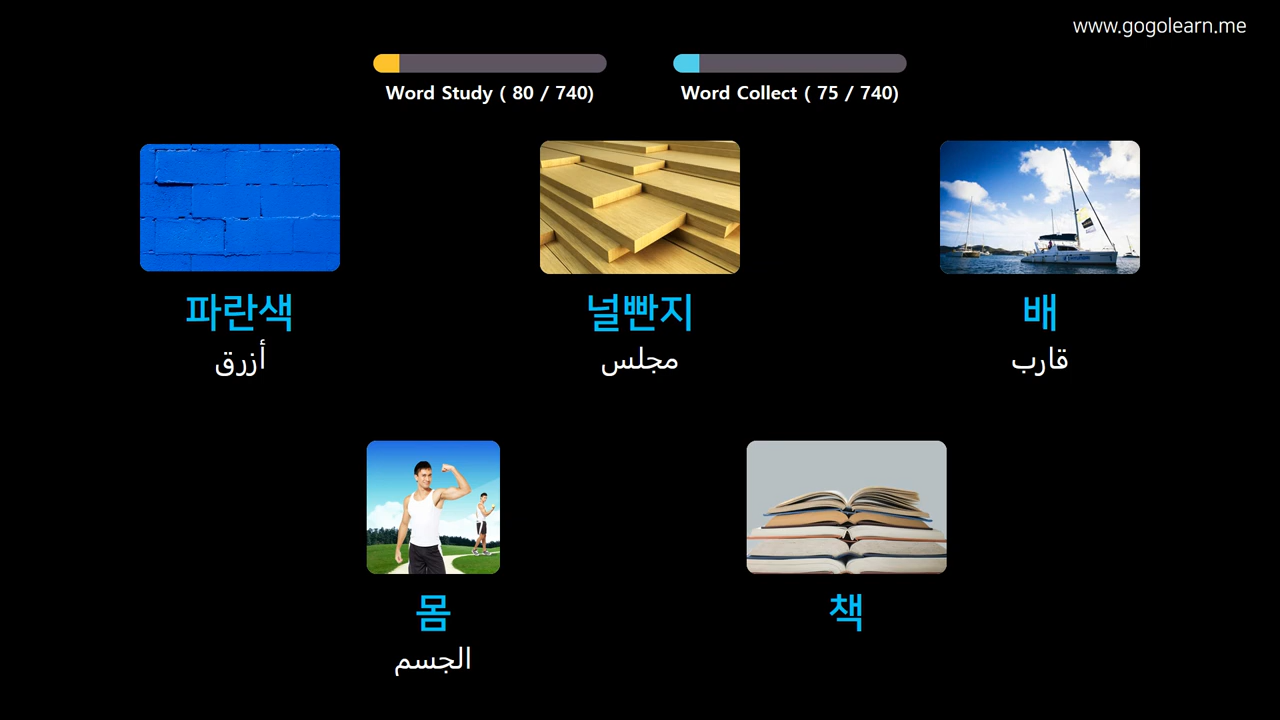 www.gogolearn.me
Word Study ( 80 / 740)
Word Collect ( 75 / 740)
파란색
أزرق
널빤지
مجلس
배
قارب
몸
الجسم
책